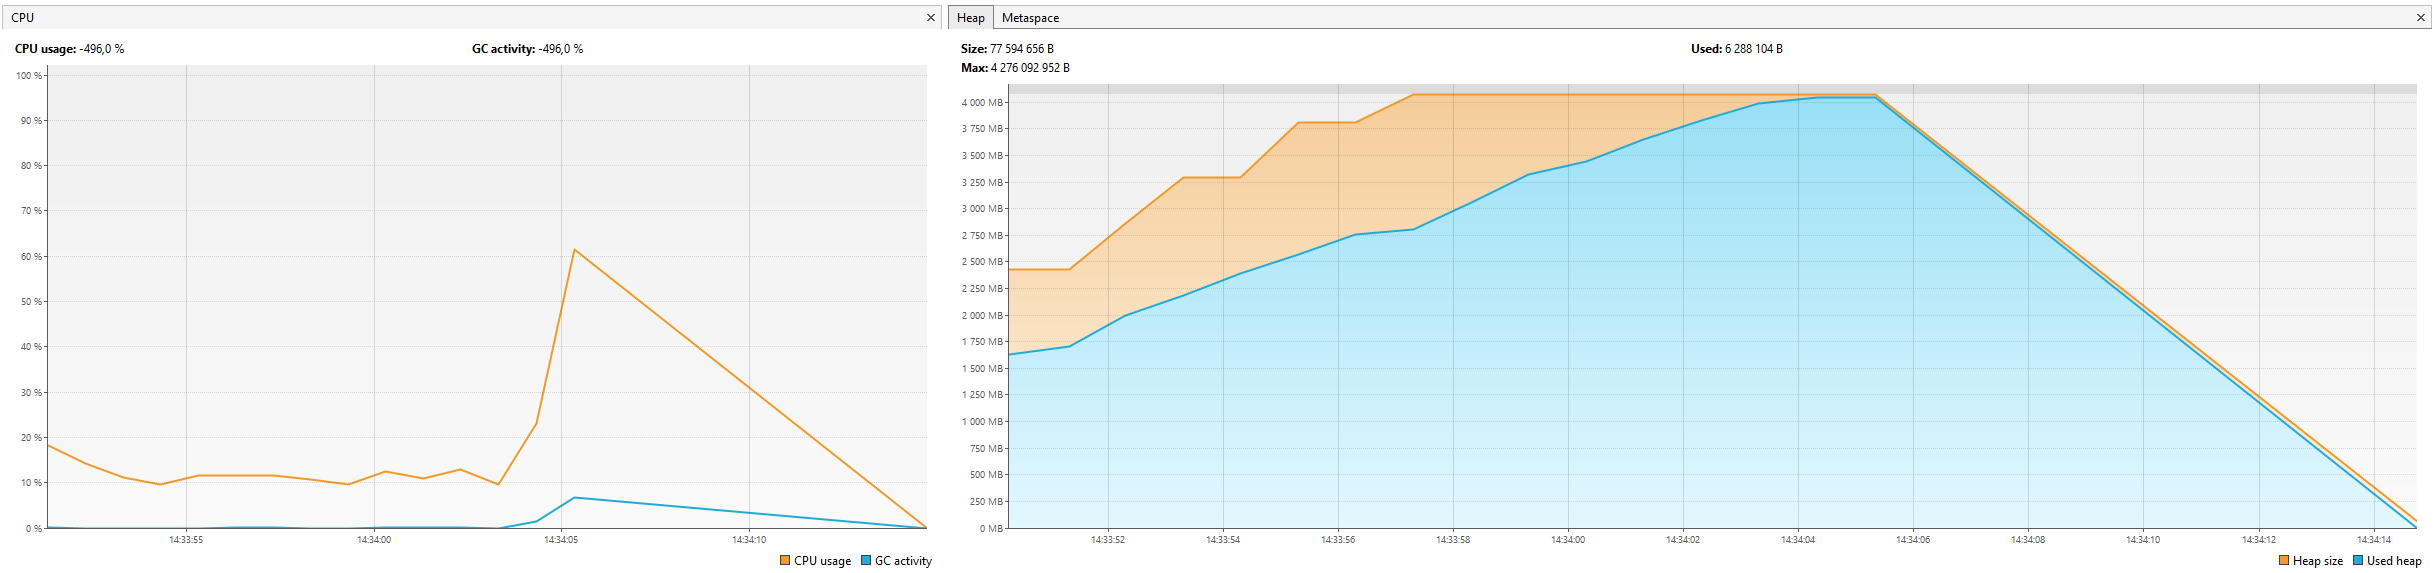 CPU
CPU usage: -496,0 %
GC activity: -496,0 %
100 %
90 %
80 %
70 %
60 %
50 %
40 %
30 %
20 %
10 %
0 %
14:33:55
14:34:00
14:34:05
14:34:10
CPU usage
GC activity
Heap
Metaspace
Size: 77 594 656 B
Used: 6 288 104 B
Max: 4 276 092 952 B
4 000 MB
3 750 MB
3 500 MB
3 250 MB
3 000 MB
2 750 MB
2 500 MB
2 250 MB
2 000 MB
1 750 MB
1 500 MB
1 250 MB
1 000 MB
750 MB
500 MB
250 MB
0 MB
14:33:52
14:33:54
14:33:56
14:33:58
14:34:00
14:34:02
14:34:04
14:34:06
14:34:08
14:34:10
14:34:12
14:34:14
Heap size
Used heap